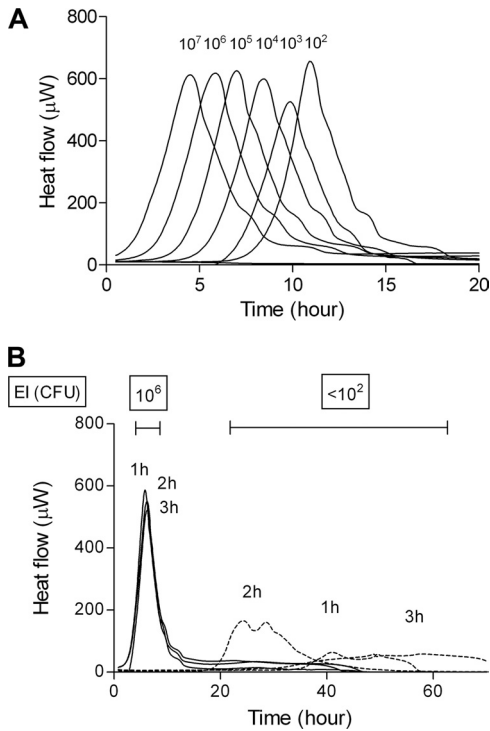 A
800
10⁷ 10⁶ 10⁵ 10⁴ 10³ 10²
600
400
200
0
Heat flow (μW)
0 5 10 15 20
Time (hour)
B
EI (CFU) 10⁶ <10²
800
1h
2h
3h
600
400
200
0
Heat flow (μW)
2h 1h 3h
0 20 40 60
Time (hour)